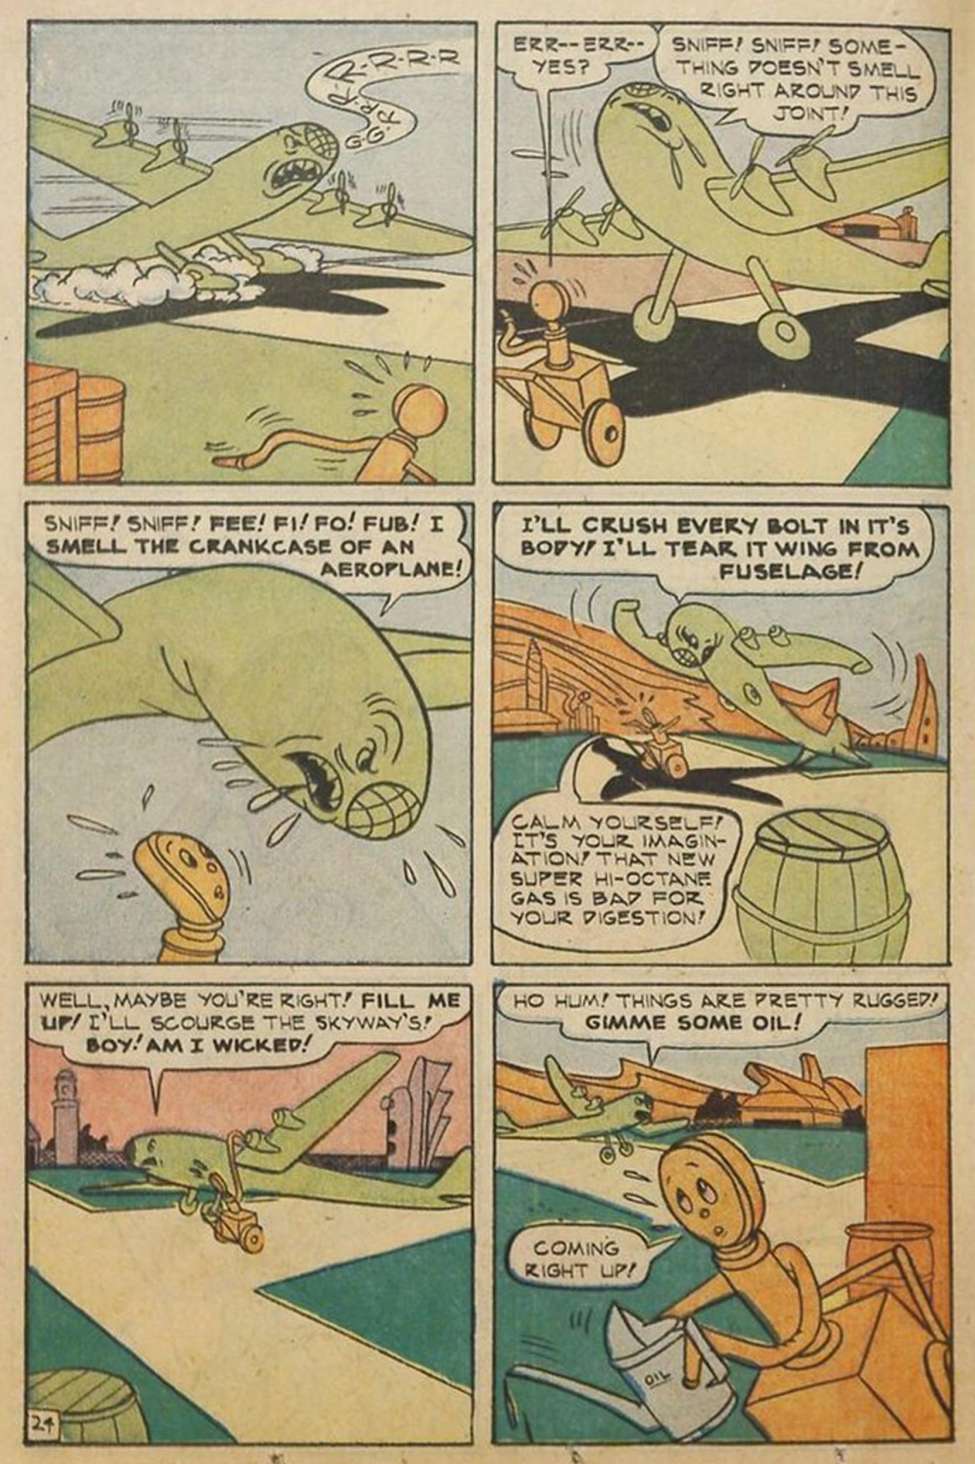 G-G-R-R-R-R-R-R
ERR-- ERR--
YES?
SNIFF! SNIFF! SOME-
THING DOESN'T SMELL
RIGHT AROUND THIS
JOINT!
SNIFF! SNIFF! FEE! FI! FO! FUB! I
SMELL THE CRANKCASE OF AN
AEROPLANE!
I'LL CRUSH EVERY BOLT IN IT'S
BODY! I'LL TEAR IT WING FROM
FUSELAGE!
CALM YOURSELF!
IT'S YOUR IMAGIN-
ATION! THAT NEW
SUPER HI-OCTANE
GAS IS BAD FOR
YOUR DIGESTION!
WELL, MAYBE YOU'RE RIGHT! FILL ME
UP! I'LL SCOURGE THE SKYWAY'S!
BOY! AM I WICKED!
24
HO HUM! THINGS ARE PRETTY RUGGED!
GIMME SOME OIL!
COMING
RIGHT UP!
OIL